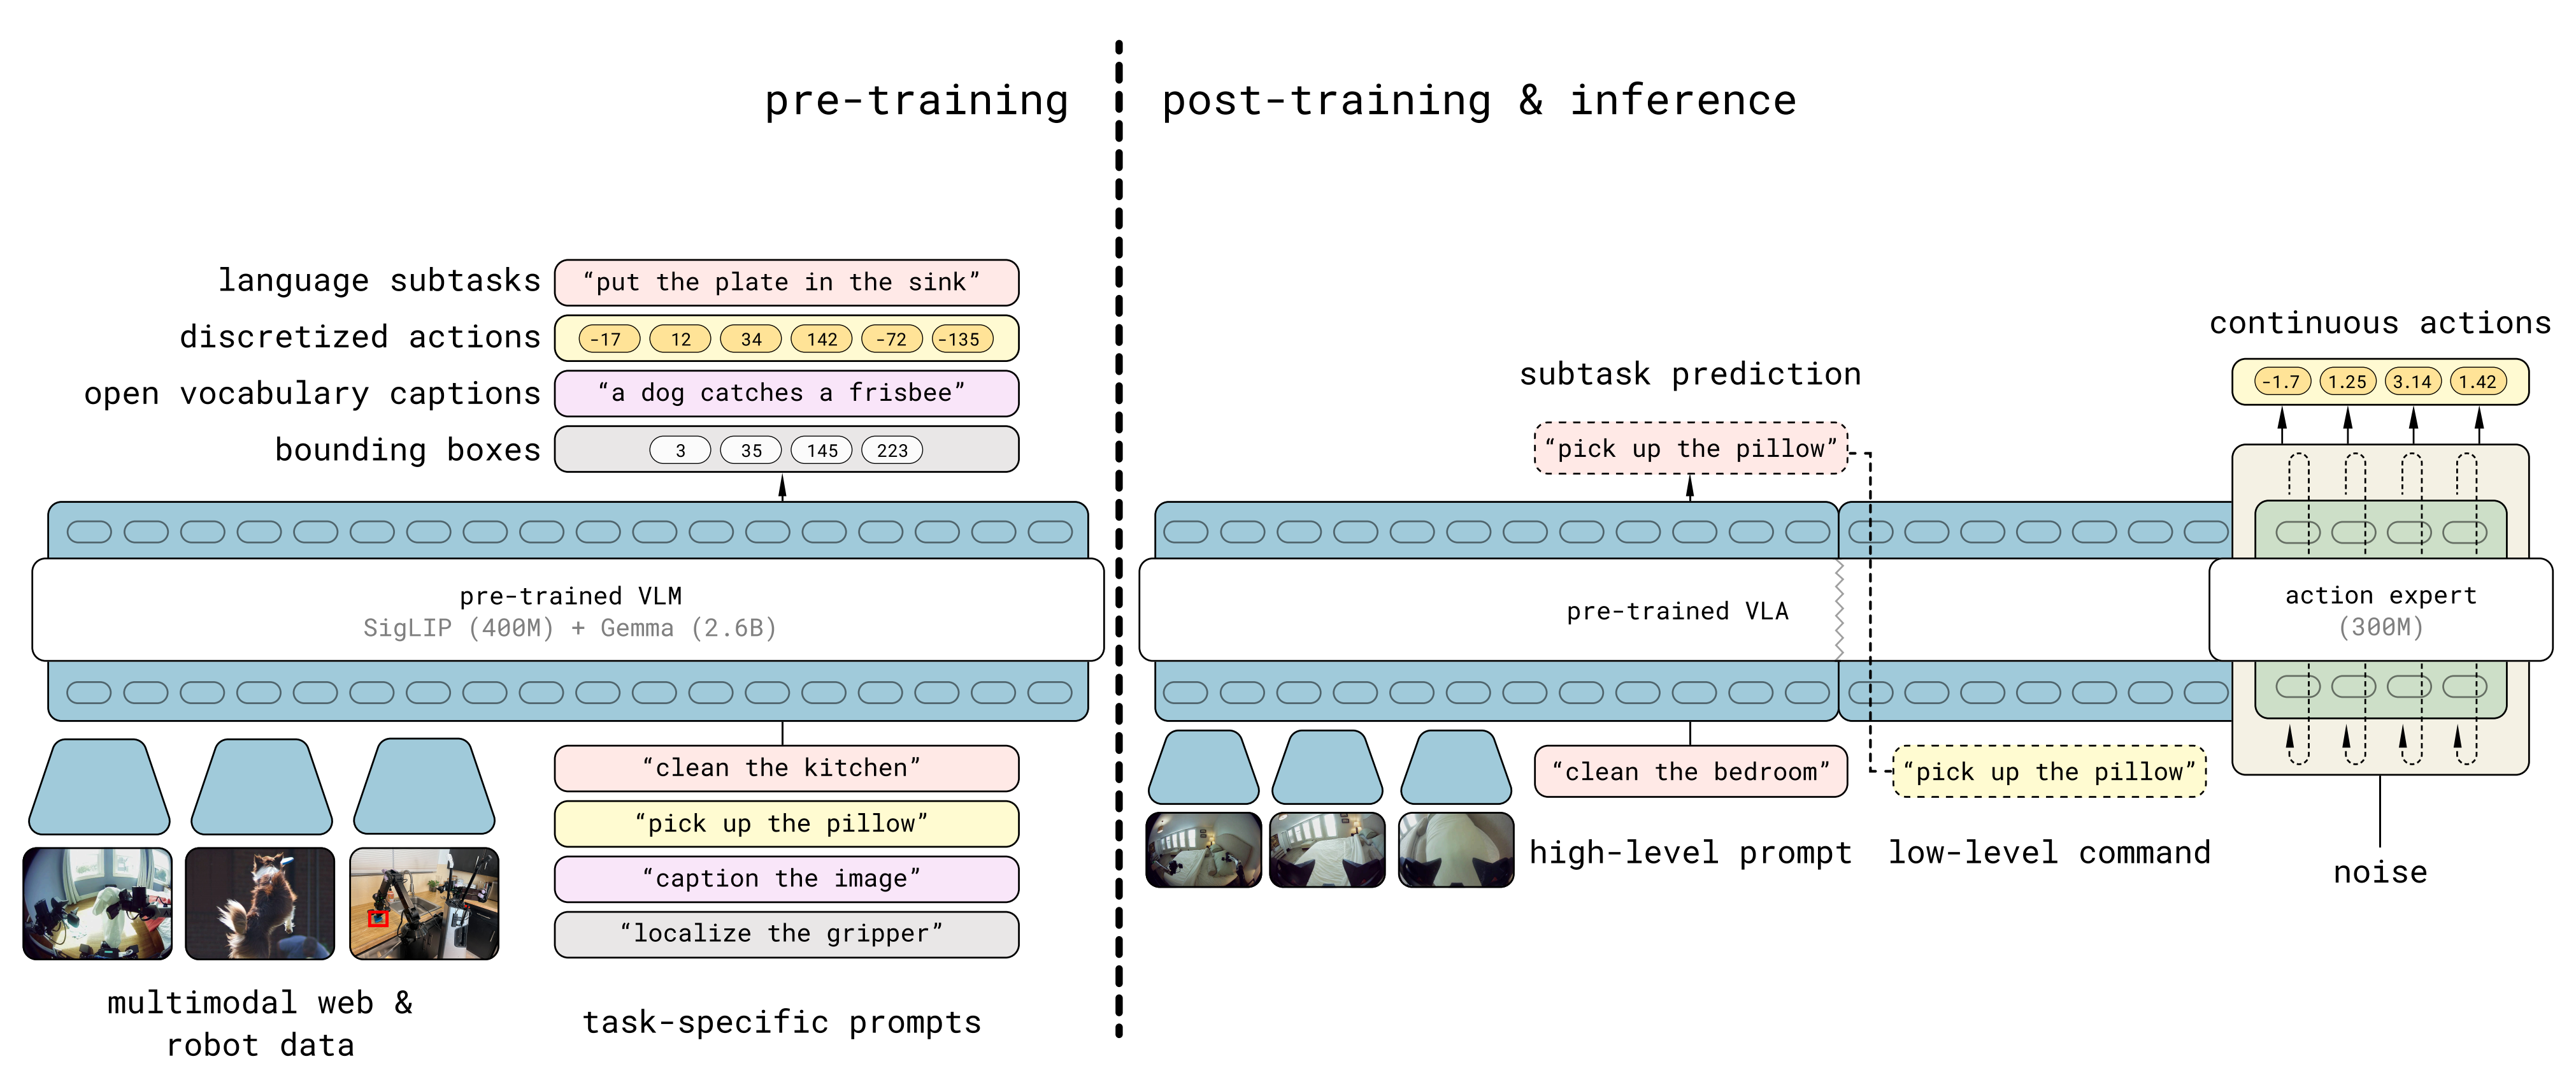 pre-training
language subtasks
“put the plate in the sink”
discretized actions
-17 12 34 142 -72 -135
open vocabulary captions
“a dog catches a frisbee”
bounding boxes
3 35 145 223
pre-trained VLM
SigLIP (400M) + Gemma (2.6B)
“clean the kitchen”
“pick up the pillow”
“caption the image”
“localize the gripper”
multimodal web &
robot data
task-specific prompts
post-training & inference
subtask prediction
“pick up the pillow”
continuous actions
-1.7 1.25 3.14 1.42
pre-trained VLA
action expert
(300M)
“clean the bedroom”
“pick up the pillow”
high-level prompt
low-level command
noise